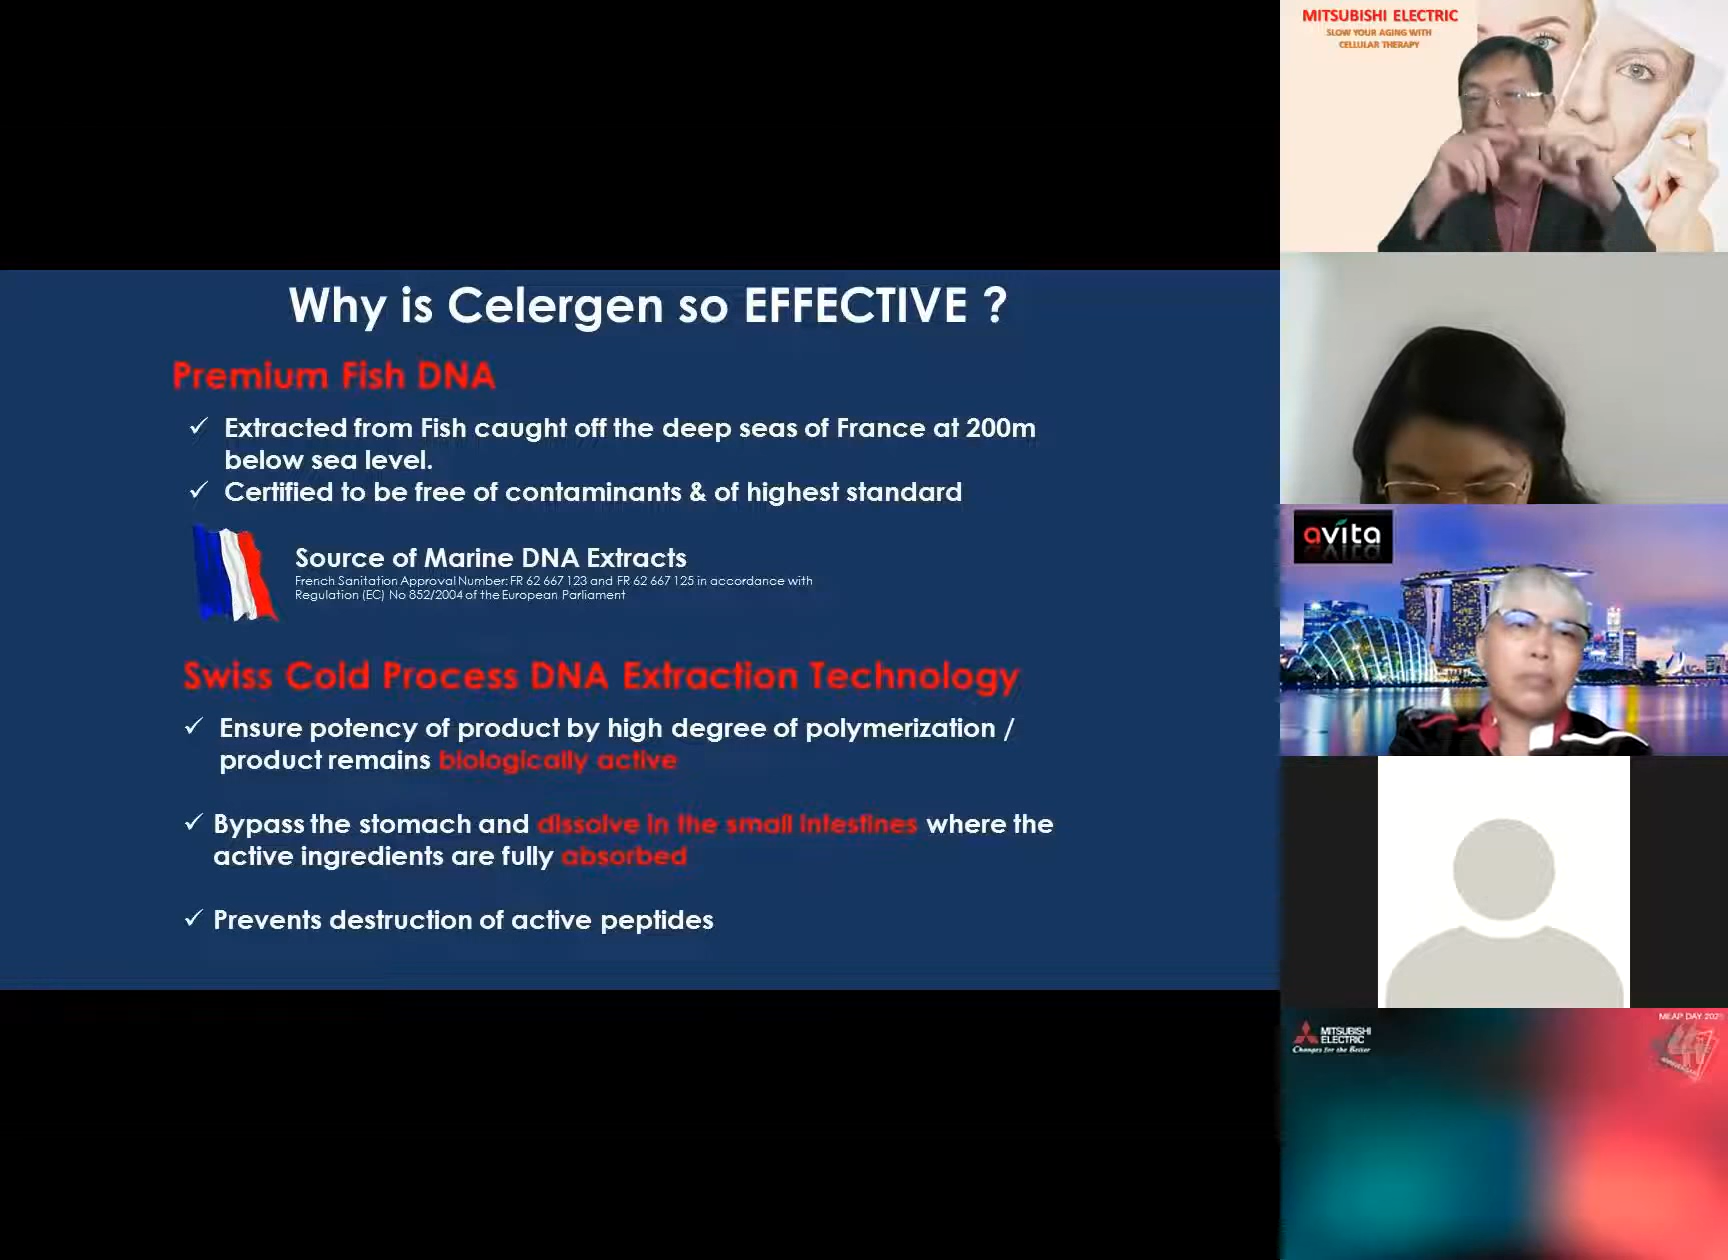 Why is Celergen so EFFECTIVE ?
Premium Fish DNA
Extracted from Fish caught off the deep seas of France at 200m
below sea level.
Certified to be free of contaminants & of highest standard
Source of Marine DNA Extracts
French Sanitation Approval Number: FR 62 667 123 and FR 62 667 125 in accordance with
Regulation (EC) No 852/2004 of the European Parliament
Swiss Cold Process DNA Extraction Technology
Ensure potency of product by high degree of polymerization /
product remains biologically active
Bypass the stomach and dissolve in the small intestines where the
active ingredients are fully absorbed
Prevents destruction of active peptides
MITSUBISHI ELECTRIC
SLOW YOUR AGING WITH
CELLULAR THERAPY
avita
MITSUBISHI
ELECTRIC
Changes for the Better
MEAP DAY